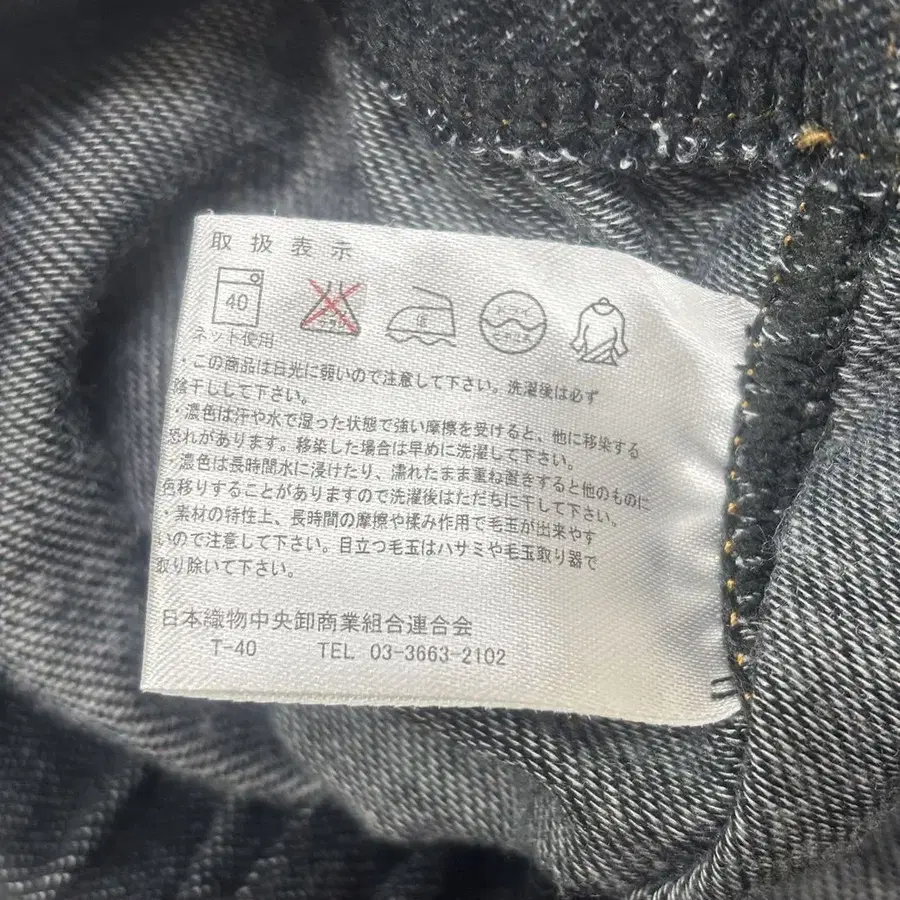 取扱表示
40
ネット使用
・この商品は日光に弱いので注意して下さい。洗濯後は必ず
陰干しして下さい。
・濃色は汗や水で湿った状態で強い摩擦を受けると、他に移染する
恐れがあります。移染した場合は早めに洗濯して下さい。
・濃色は長時間水に浸けたり、濡れたまま重ね置きすると他のものに
色移りすることがありますので洗濯後はただちに干して下さい。
・素材の特性上、長時間の摩擦や揉み作用で毛玉が出来やす
いので注意して下さい。目立つ毛玉はハサミや毛玉取り器で
取り除いて下さい。
日本織物中央卸商業組合連合会
T-40 TEL 03-3663-2102